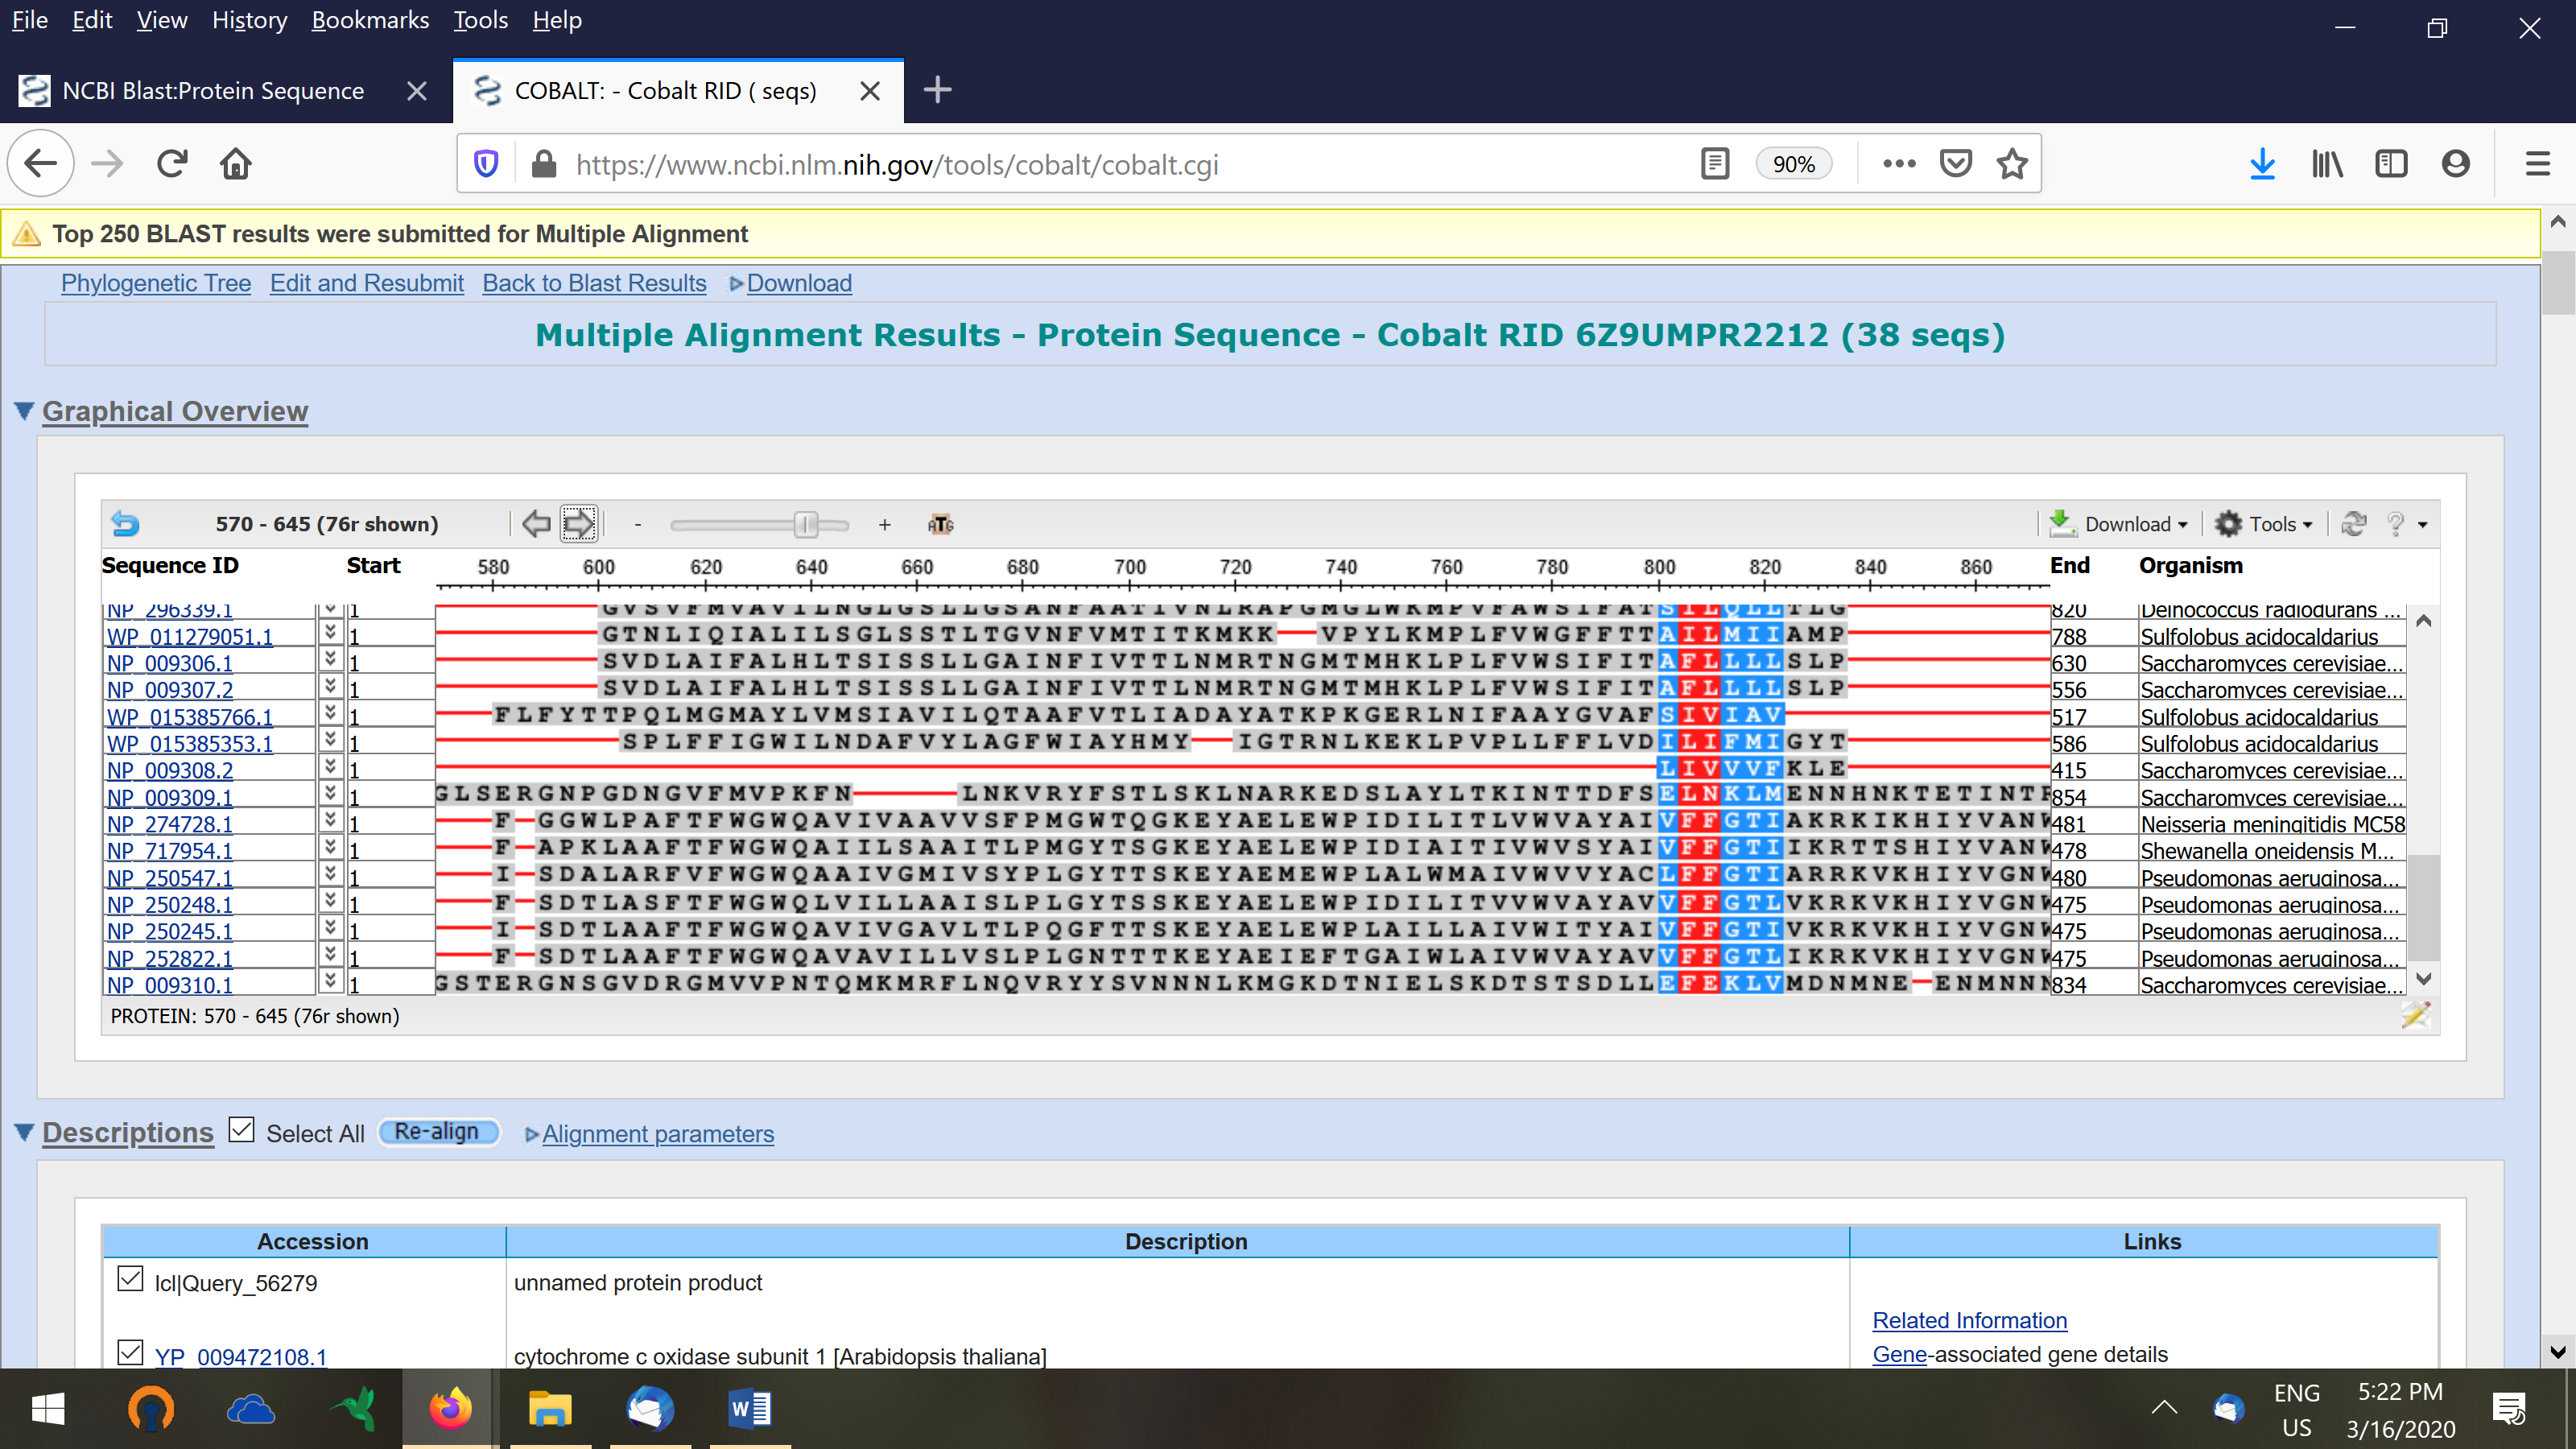 File Edit View History Bookmarks Tools Help
NCBI Blast:Protein Sequence COBALT: - Cobalt RID ( seqs)
https://www.ncbi.nlm.nih.gov/tools/cobalt/cobalt.cgi 90%
Top 250 BLAST results were submitted for Multiple Alignment
Phylogenetic Tree Edit and Resubmit Back to Blast Results Download
Multiple Alignment Results - Protein Sequence - Cobalt RID 6Z9UMPR2212 (38 seqs)
Graphical Overview
570 - 645 (76r shown) - + ATG Download Tools ?
Sequence ID Start 580 600 620 640 660 680 700 720 740 760 780 800 820 840 860 End Organism
NP_296339.1 1 GVSVFMVAVILNGLGSLLGSANFAATIVNLRAPGMGLWKMPVFAWSIFATSILQLLTLG 820 Deinococcus radiodurans ...
WP_011279051.1 1 GTNLIQIALILSGLSSTLTGVNFVMTITKMKK VPYLKMPLFVWGFFTTAILMIIAMP 788 Sulfolobus acidocaldarius
NP_009306.1 1 SVDLAIFALHLTSISSLLGAINFIVTTLNMRTNGMTMHKLPLFVWSIFITAFLLLLSLP 630 Saccharomyces cerevisiae...
NP_009307.2 1 SVDLAIFALHLTSISSLLGAINFIVTTLNMRTNGMTMHKLPLFVWSIFITAFLLLLSLP 556 Saccharomyces cerevisiae...
WP_015385766.1 1 FLFYTTPQLMGMAYLVMSIAVILQTAAFVTLIADAYATKPKGERLNIFAAYGVAFSIVIAV 517 Sulfolobus acidocaldarius
WP_015385353.1 1 SPLFFIGWILNDAFVYLAGFWIAYHMY IGTRNLKEKLPVPLLFFLVDILIFMIGYT 586 Sulfolobus acidocaldarius
NP_009308.2 1 LIVVVFKLE 415 Saccharomyces cerevisiae...
NP_009309.1 1 GLSERGNPGDNGVFMVPKFN LNKVRYFSTLSKLNARKEDSLAYLTKINTTDFSELNKLMENNHNKTETINT 854 Saccharomyces cerevisiae...
NP_274728.1 1 F GGWLPAFTFWGWQAVIVAAVVSFPMGWTQGKEYAELEWPIDILITLVWVAYAIVFFGTIAKRKIKHIYVAN 481 Neisseria meningitidis MC58
NP_717954.1 1 F APKLAAFTFWGWQAIILSAAITLPMGYTSGKEYAELEWPIDIAITIVWVSYAIVFFGTIIKRTTSHIYVAN 478 Shewanella oneidensis M...
NP_250547.1 1 I SDALARFVFWGWQAAIVGMIVSYPLGYTTSKEYAEMEWPLALWMAIVWVVYACLFFGTIARRKVKHIYVGN 480 Pseudomonas aeruginosa...
NP_250248.1 1 F SDTLASFTFWGWQLVILLAAISLPLGYTSSKEYAELEWPIDILITVVWVAYAVVFFGTLVKRKVKHIYVGN 475 Pseudomonas aeruginosa...
NP_250245.1 1 I SDTLAAFTFWGWQAVIVGAVLTLPQGFTTSKEYAELEWPLAILLAIVWITYAIVFFGTIVKRKVKHIYVGN 475 Pseudomonas aeruginosa...
NP_252822.1 1 F SDTLAAFTFWGWQAVAVILLVSLPLGNTTTKEYAEIEFTGAIWLAIVWVAYAVVFFGTLIKRKVKHIYVGN 475 Pseudomonas aeruginosa...
NP_009310.1 1 GSTERGNSGVDRGMVVPNTQMKMRFLNQVRYYSVNNNLKMGKDTNIELSKDTSTSDLLEFEKLVMDNMNE ENMNN 834 Saccharomyces cerevisiae...
PROTEIN: 570 - 645 (76r shown)
Descriptions Select All Re-align Alignment parameters
Accession Description Links
lcl|Query_56279 unnamed protein product
Related Information
YP_009472108.1 cytochrome c oxidase subunit 1 [Arabidopsis thaliana] Gene-associated gene details
ENG 5:22 PM
US 3/16/2020